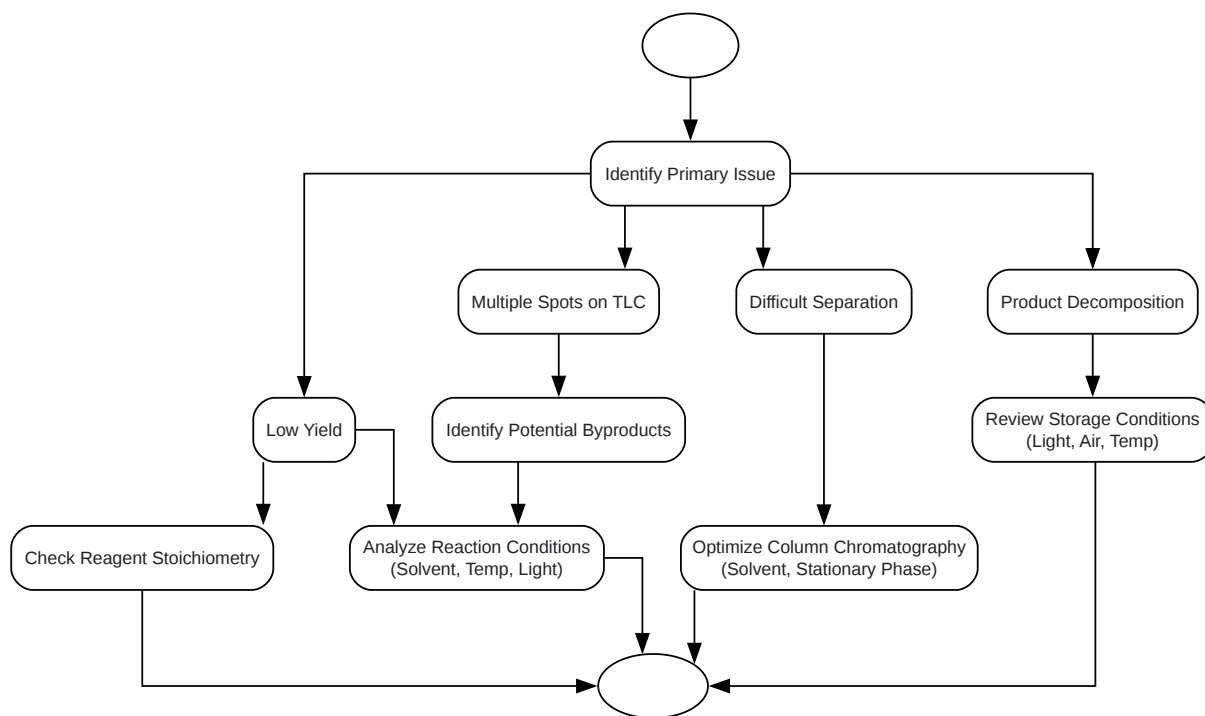 Identify Primary Issue
Multiple Spots on TLC
Difficult Separation
Product Decomposition
Low Yield
Identify Potential Byproducts
Review Storage Conditions
(Light, Air, Temp)
Check Reagent Stoichiometry
Analyze Reaction Conditions
(Solvent, Temp, Light)
Optimize Column Chromatography
(Solvent, Stationary Phase)